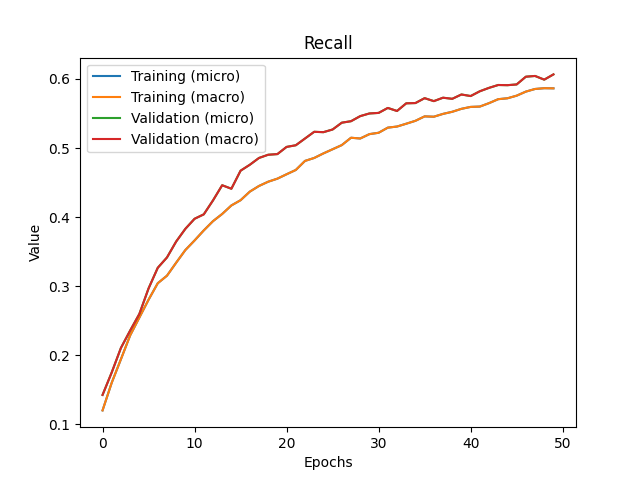 Recall
Training (micro)
Training (macro)
Validation (micro)
Validation (macro)
Value
0.6
0.5
0.4
0.3
0.2
0.1
0 10 20 30 40 50
Epochs